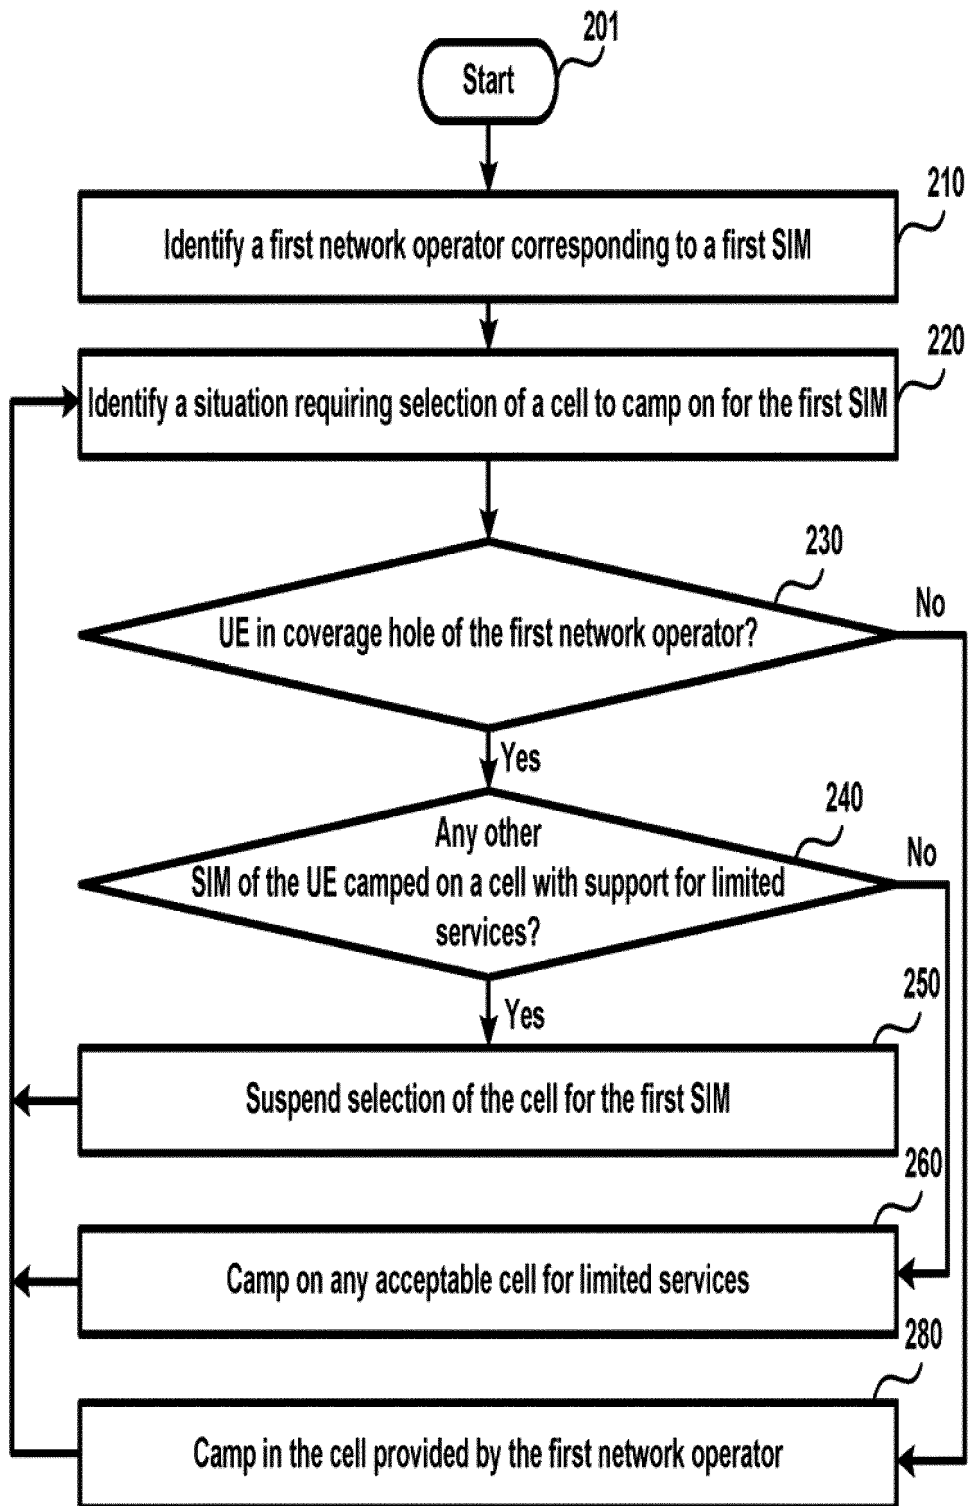 201
Start
210
Identify a first network operator corresponding to a first SIM
220
Identify a situation requiring selection of a cell to camp on for the first SIM
230
No
UE in coverage hole of the first network operator?
Yes
240
Any other
No
SIM of the UE camped on a cell with support for limited
services?
250
Yes
Suspend selection of the cell for the first SIM
260
Camp on any acceptable cell for limited services
280
Camp in the cell provided by the first network operator